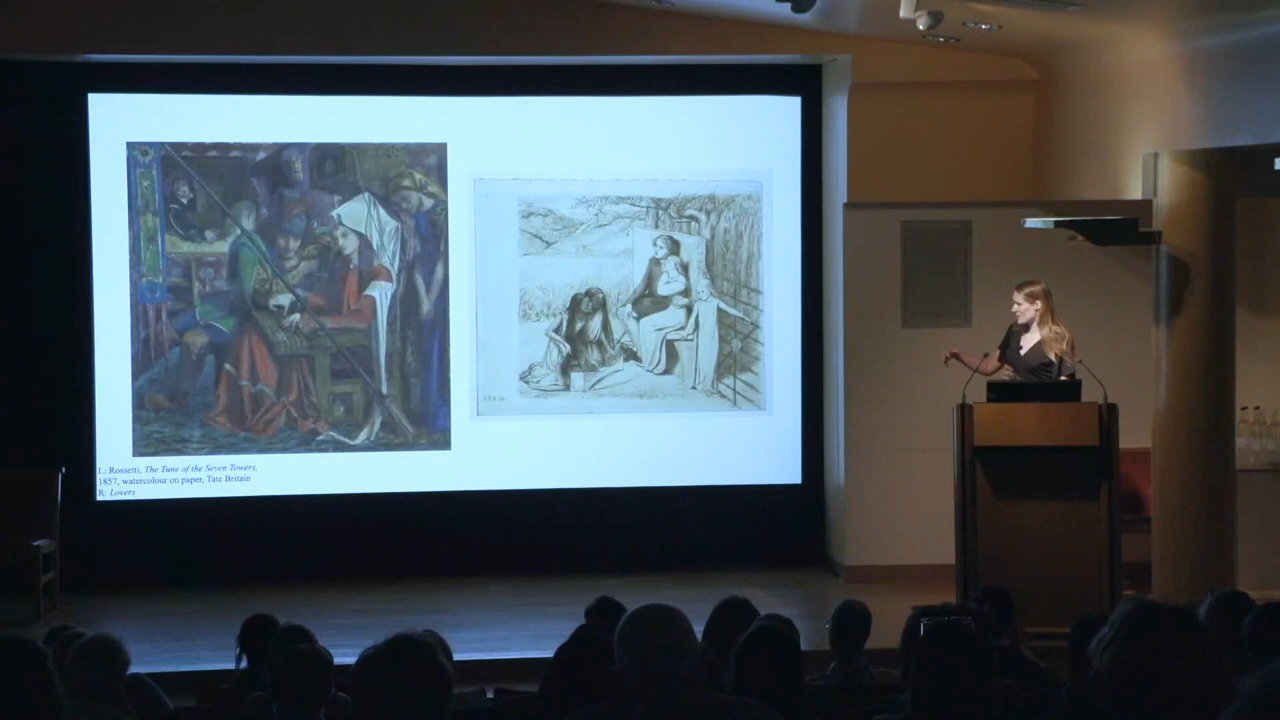 L: Rossetti, The Tune of the Seven Towers,
1857, watercolour on paper, Tate Britain
R: Lovers